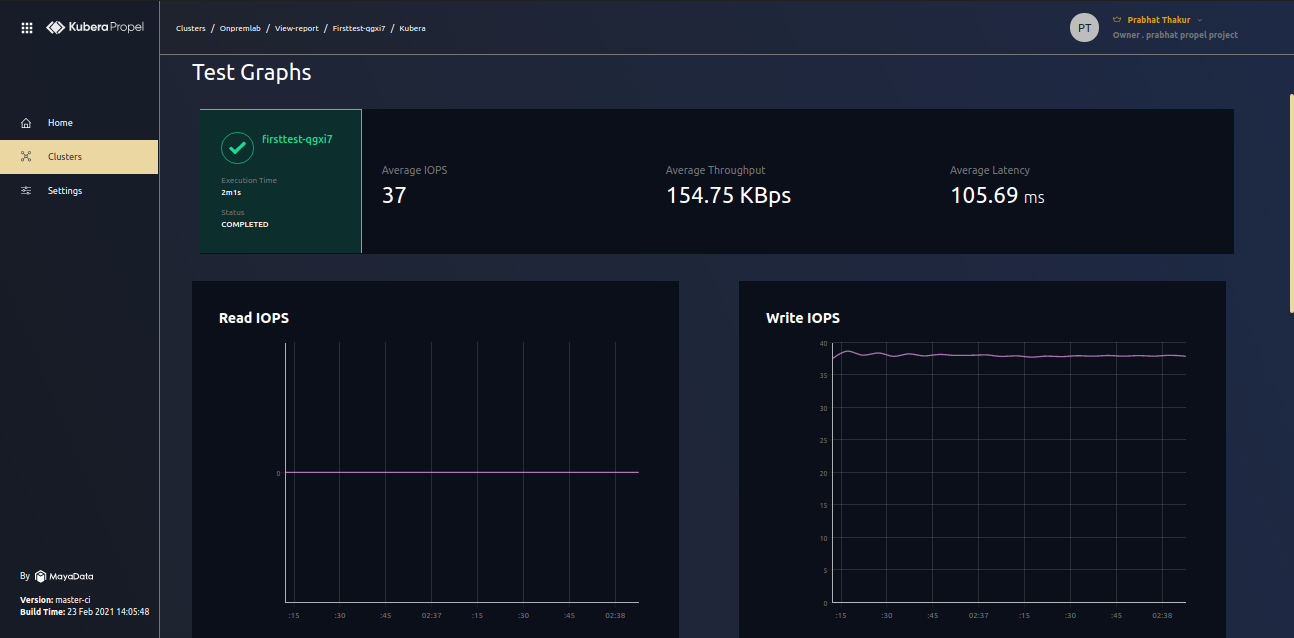 Kubera Propel
Clusters / Onpremlab / View-report / Firsttest-qgxi7 / Kubera
PT
Prabhat Thakur
Owner . prabhat propel project
Home
Clusters
Settings
Test Graphs
firsttest-qgxi7
Execution Time
2m1s
Status
COMPLETED
Average IOPS
37
Average Throughput
154.75 KBps
Average Latency
105.69 ms
Read IOPS
0
:15 :30 :45 02:37 :15 :30 :45 02:38
Write IOPS
40
35
30
25
20
15
10
5
0
:15 :30 :45 02:37 :15 :30 :45 02:38
By MayaData
Version: master-ci
Build Time: 23 Feb 2021 14:05:48